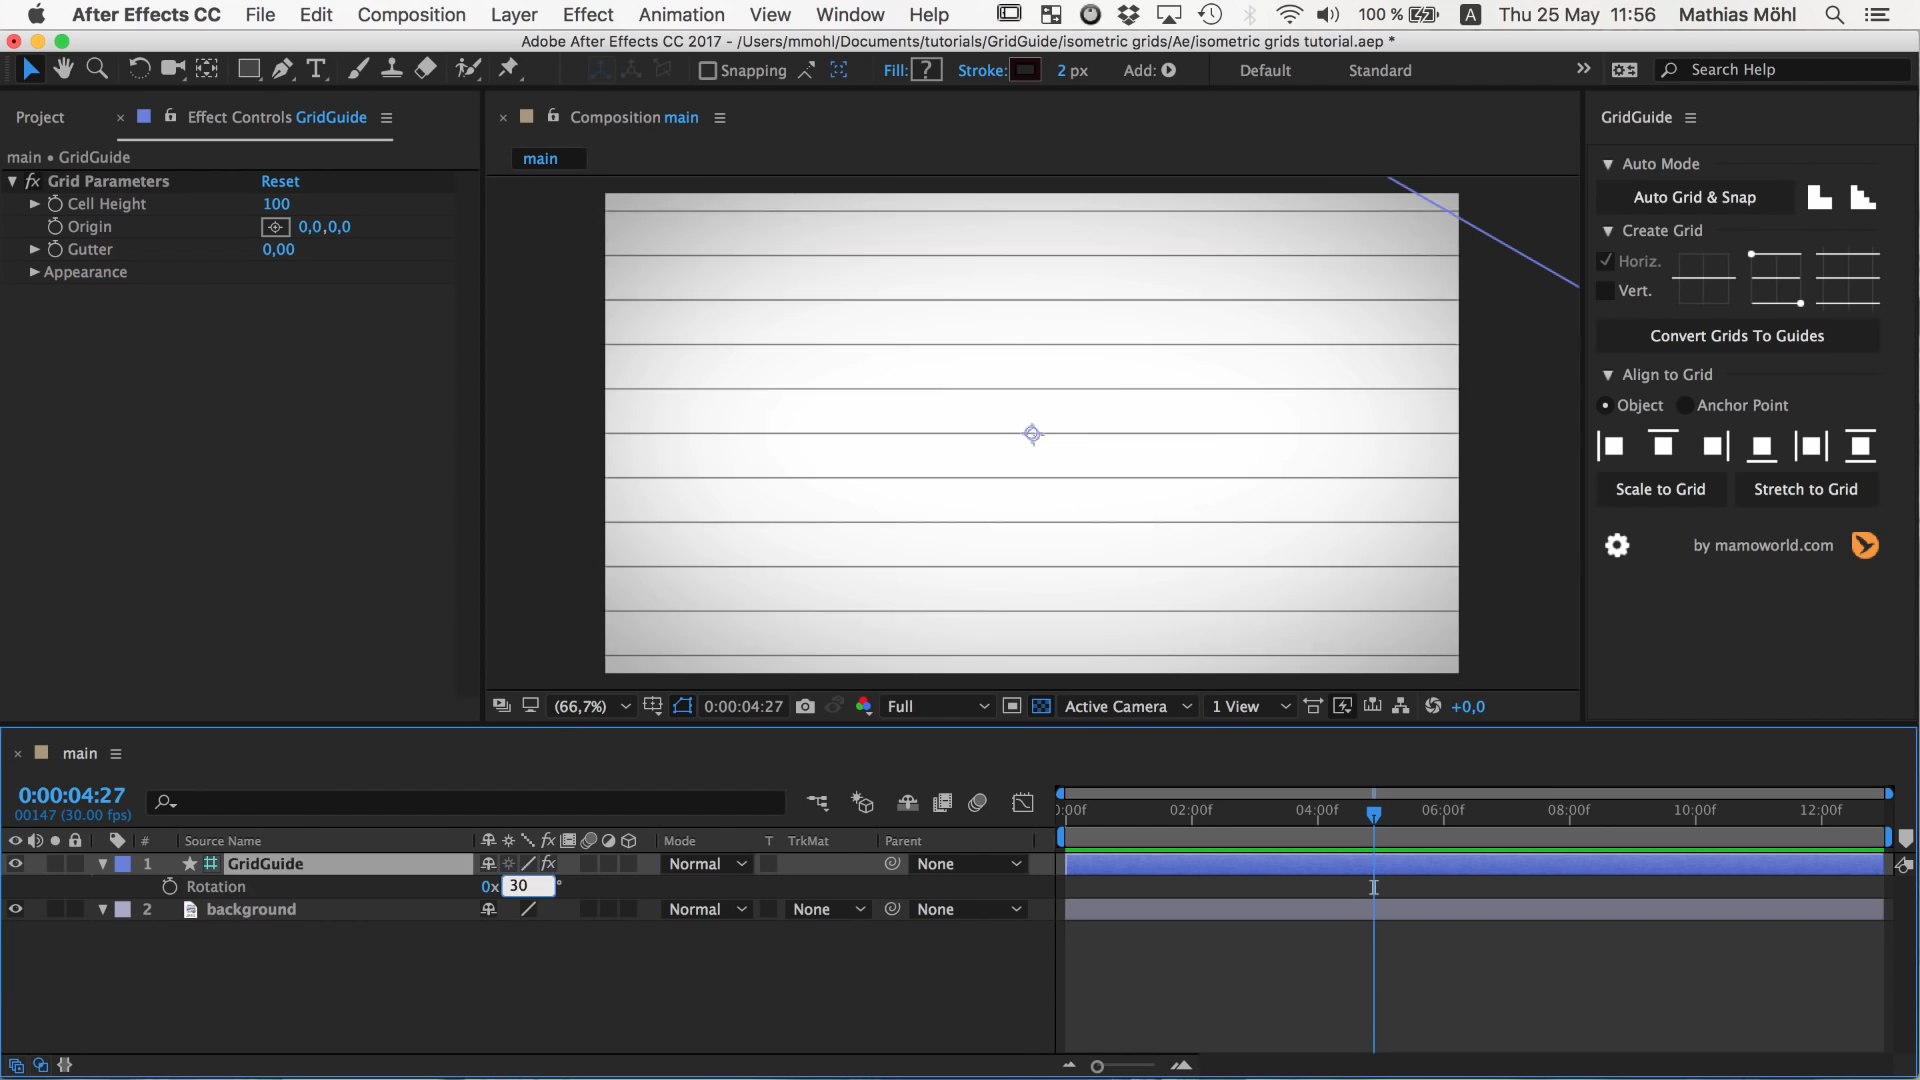 After Effects CC File Edit Composition Layer Effect Animation View Window Help 100 % A Thu 25 May 11:56 Mathias Möhl
Adobe After Effects CC 2017 - /Users/mmohl/Documents/tutorials/GridGuide/isometric grids/Ae/isometric grids tutorial.aep *
Snapping Fill: ? Stroke: 2 px Add: Default Standard Search Help
Project Effect Controls GridGuide
main • GridGuide
fx Grid Parameters Reset
Cell Height 100
Origin 0,0,0,0
Gutter 0,00
Appearance
Composition main
main
(66,7%) 0:00:04:27 Full Active Camera 1 View +0,0
GridGuide
Auto Mode
Auto Grid & Snap
Create Grid
Horiz.
Vert.
Convert Grids To Guides
Align to Grid
Object Anchor Point
Scale to Grid Stretch to Grid
by mamoworld.com
main
0:00:04:27
00147 (30.00 fps)
):00f 02:00f 04:00f 06:00f 08:00f 10:00f 12:00f
# Source Name fx Mode T TrkMat Parent
1 GridGuide fx Normal None
Rotation 0x 30 °
2 background Normal None None